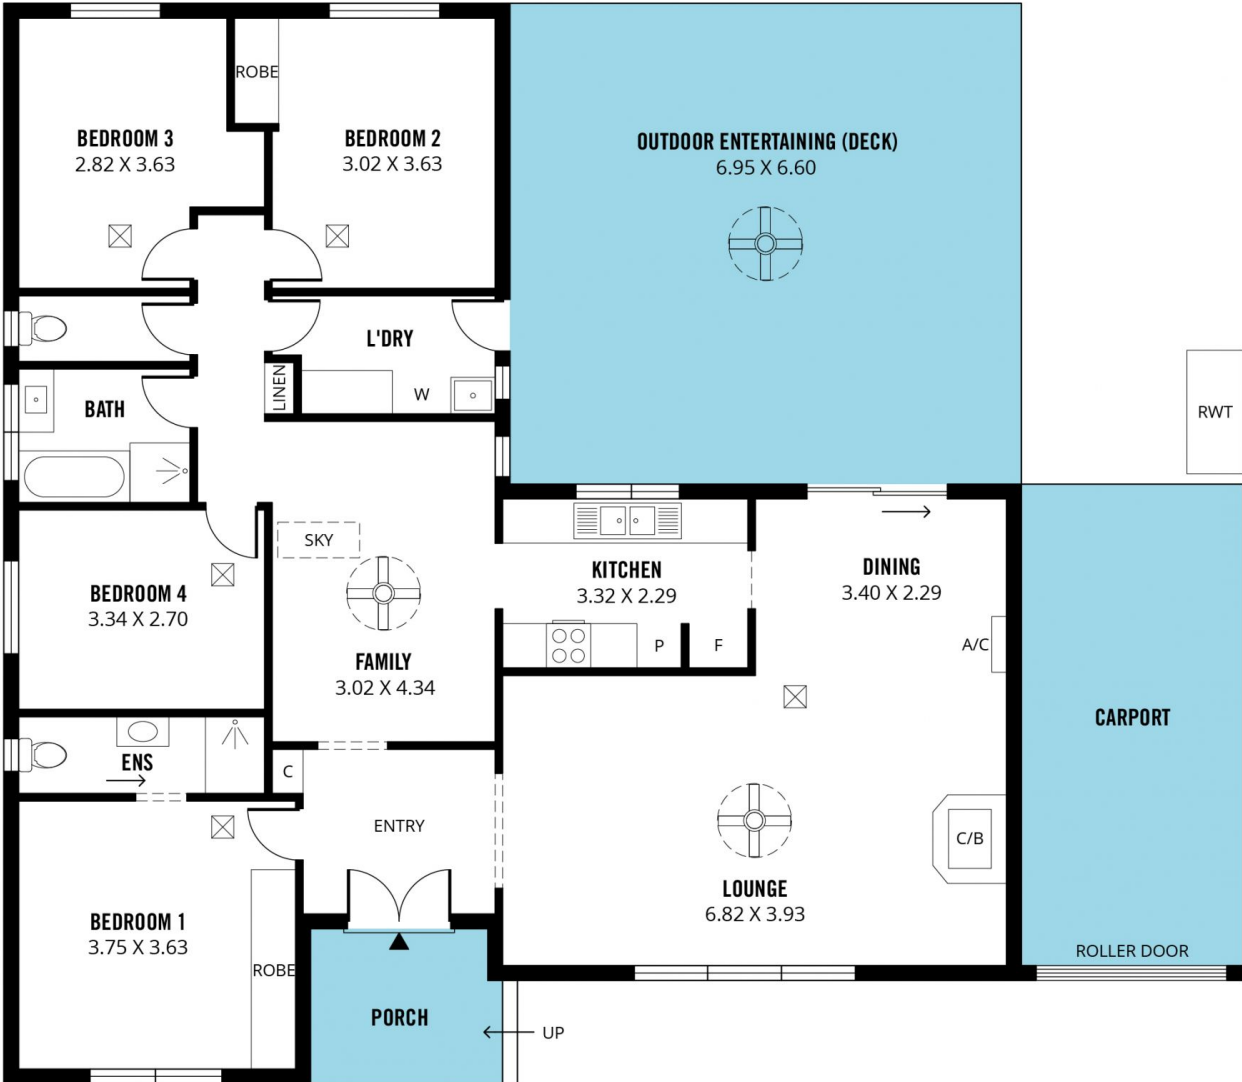 ROBE
BEDROOM 3
2.82 X 3.63
BEDROOM 2
3.02 X 3.63
OUTDOOR ENTERTAINING (DECK)
6.95 X 6.60
L'DRY
LINEN
W
BATH
RWT
SKY
BEDROOM 4
3.34 X 2.70
KITCHEN
3.32 X 2.29
DINING
3.40 X 2.29
FAMILY
3.02 X 4.34
P
F
A/C
CARPORT
ENS
C
ENTRY
C/B
LOUNGE
6.82 X 3.93
BEDROOM 1
3.75 X 3.63
ROBE
ROLLER DOOR
PORCH
UP